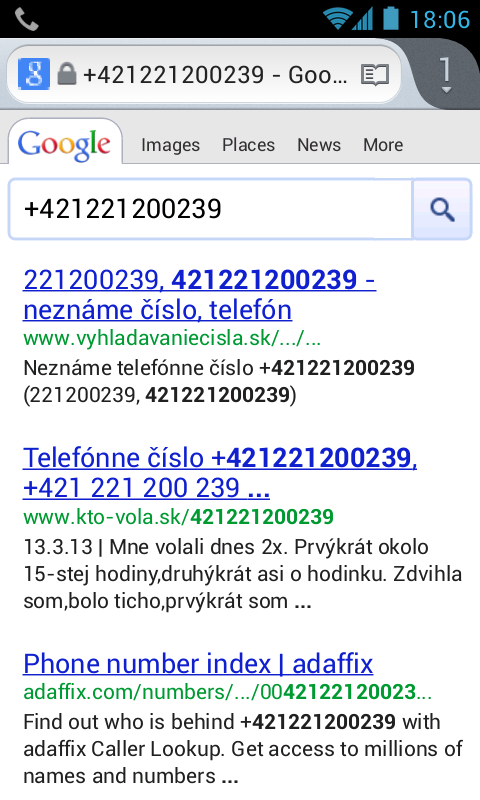 18:06
+421221200239 - Goo...
1
Google
Images Places News More
+421221200239
221200239, 421221200239 -
neznáme číslo, telefón
www.vyhladavaniecisla.sk/.../...
Neznáme telefónne číslo +421221200239
(221200239, 421221200239)
Telefónne číslo +421221200239,
+421 221 200 239 ...
www.kto-vola.sk/421221200239
13.3.13 | Mne volali dnes 2x. Prvýkrát okolo
15-stej hodiny,druhýkrát asi o hodinku. Zdvihla
som,bolo ticho,prvýkrát som ...
Phone number index | adaffix
adaffix.com/numbers/.../0042122120023...
Find out who is behind +421221200239 with
adaffix Caller Lookup. Get access to millions of
names and numbers ...